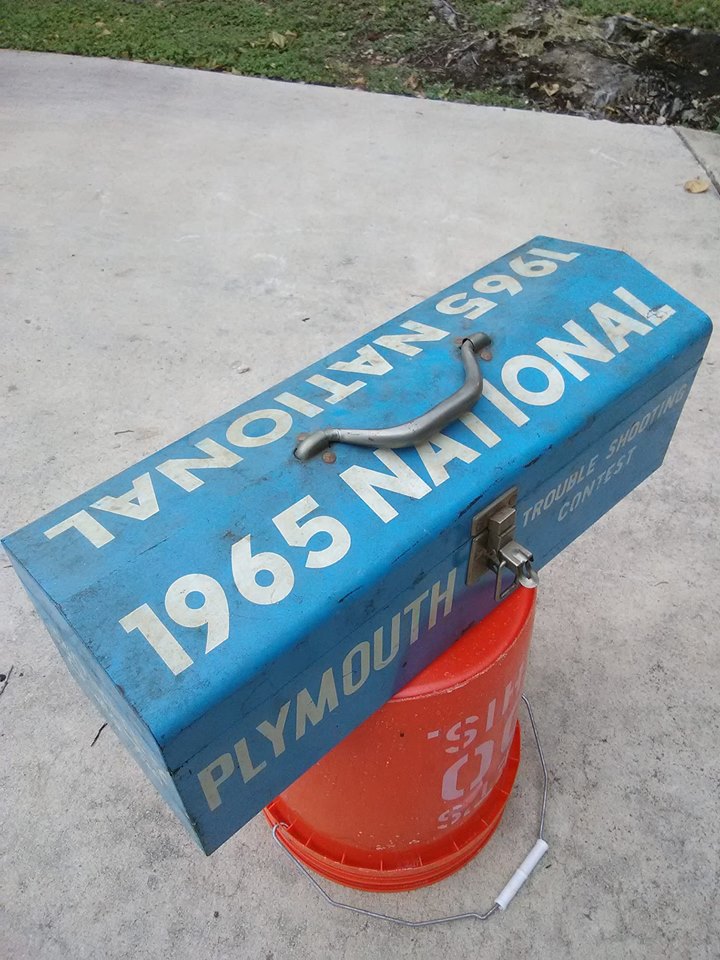 1965 NATIONAL
1965 NATIONAL
PLYMOUTH
TROUBLE SHOOTING
CONTEST